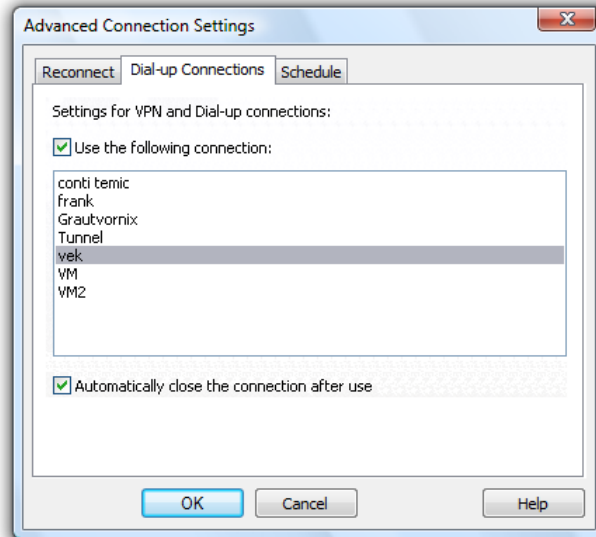 Advanced Connection Settings
Reconnect Dial-up Connections Schedule
Settings for VPN and Dial-up connections:
Use the following connection:
conti temic
frank
Grautvornix
Tunnel
vek
VM
VM2
Automatically close the connection after use
OK Cancel Help